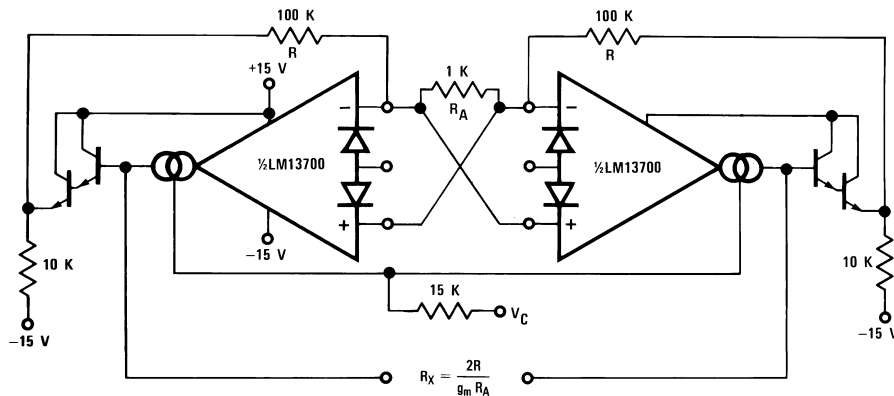 100 K
R
100 K
R
+15 V
1 K
R_A
−
−
½LM13700
½LM13700
+
+
−15 V
10 K
10 K
15 K
V_C
−15 V
−15 V
R_X = 2R / g_m R_A